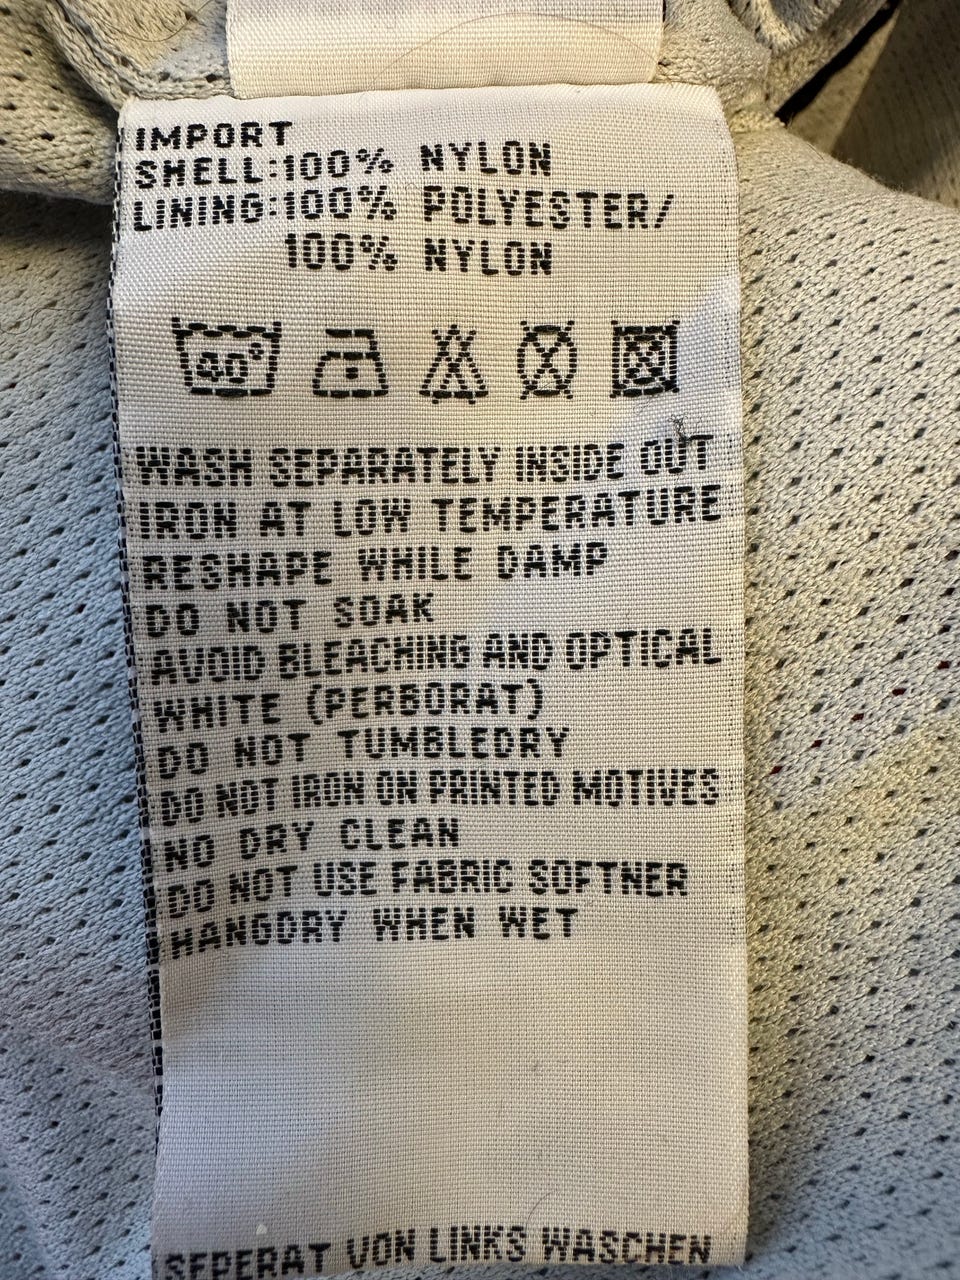 IMPORT
SHELL:100% NYLON
LINING:100% POLYESTER/
100% NYLON
40°
WASH SEPARATELY INSIDE OUT
IRON AT LOW TEMPERATURE
RESHAPE WHILE DAMP
DO NOT SOAK
AVOID BLEACHING AND OPTICAL
WHITE (PERBORAT)
DO NOT TUMBLEDRY
DO NOT IRON ON PRINTED MOTIVES
NO DRY CLEAN
DO NOT USE FABRIC SOFTNER
HANGDRY WHEN WET
SEPERAT VON LINKS WASCHEN